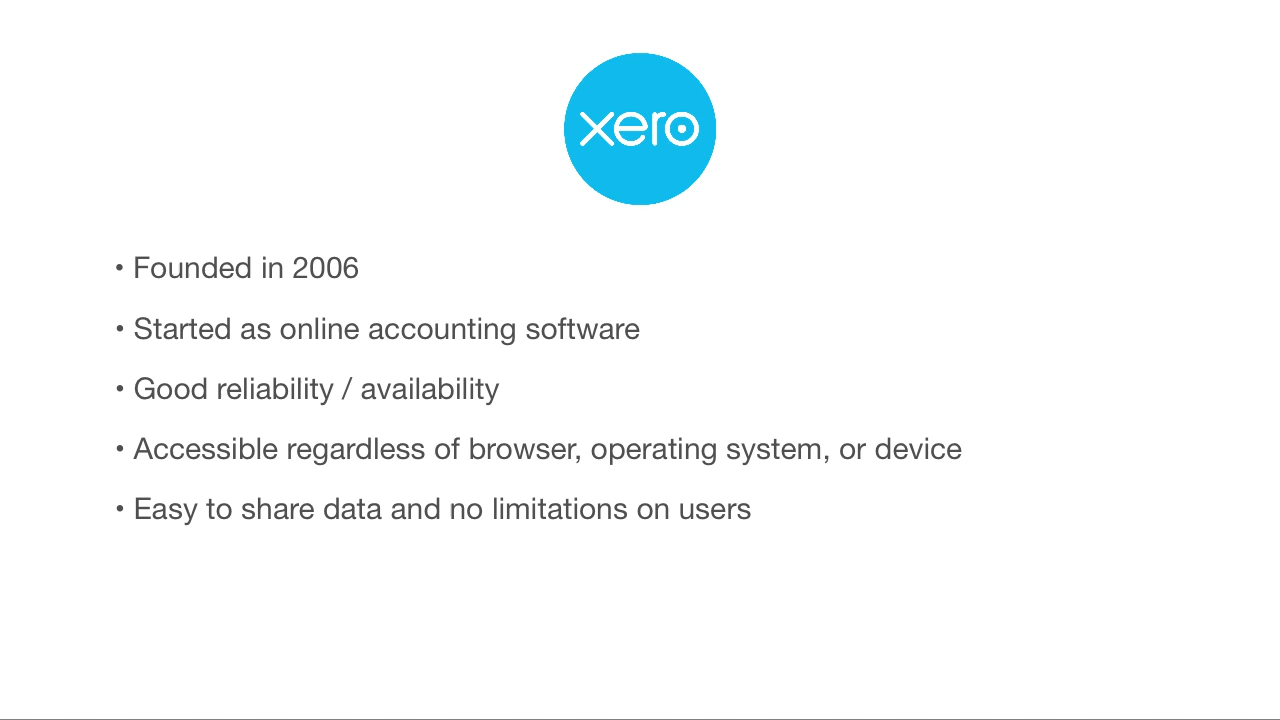 xero
• Founded in 2006
• Started as online accounting software
• Good reliability / availability
• Accessible regardless of browser, operating system, or device
• Easy to share data and no limitations on users